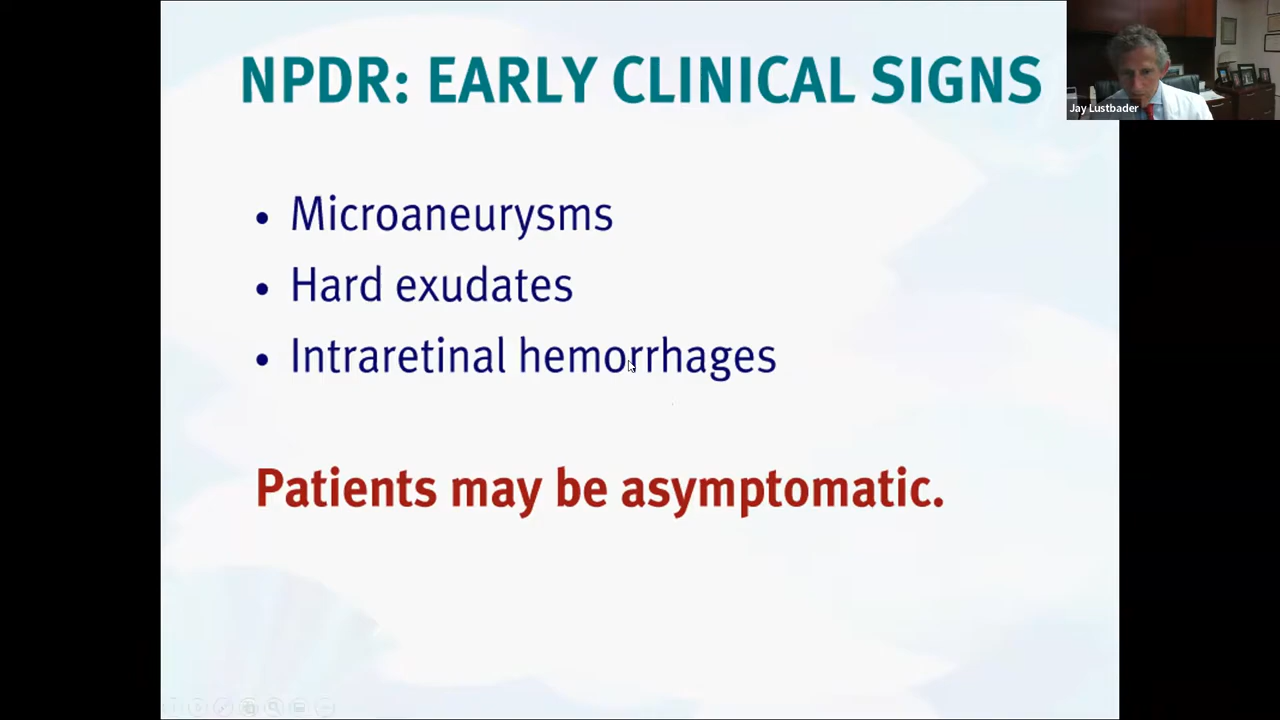 NPDR: EARLY CLINICAL SIGNS
Jay Lustbader
• Microaneurysms
• Hard exudates
• Intraretinal hemorrhages
Patients may be asymptomatic.